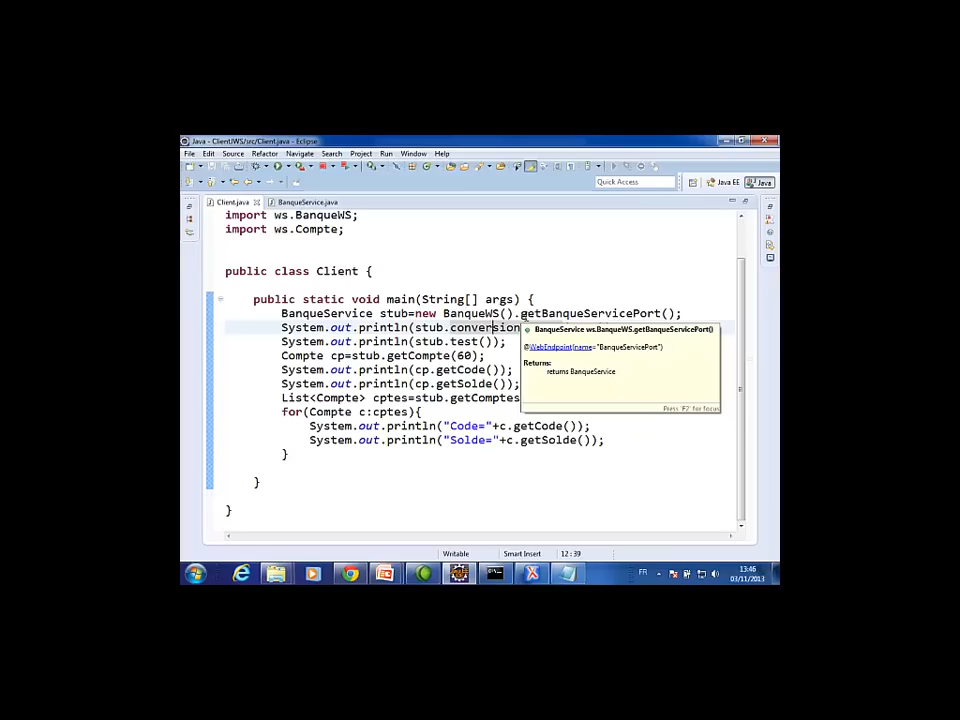 Java - ClientJWS/src/Client.java - Eclipse
File Edit Source Refactor Navigate Search Project Run Window Help
Quick Access
Java EE
Java
Client.java
BanqueService.java
import ws.BanqueWS;
import ws.Compte;
public class Client {
public static void main(String[] args) {
BanqueService stub=new BanqueWS().getBanqueServicePort();
System.out.println(stub.conversion
System.out.println(stub.test());
Compte cp=stub.getCompte(60);
System.out.println(cp.getCode());
System.out.println(cp.getSolde());
List<Compte> cptes=stub.getComptes
for(Compte c:cptes){
System.out.println("Code="+c.getCode());
System.out.println("Solde="+c.getSolde());
}
}
}
BanqueService ws.BanqueWS.getBanqueServicePort()
@WebEndpoint(name="BanqueServicePort")
Returns:
returns BanqueService
Press 'F2' for focus
Writable
Smart Insert
12 : 39
FR
13:46
03/11/2013